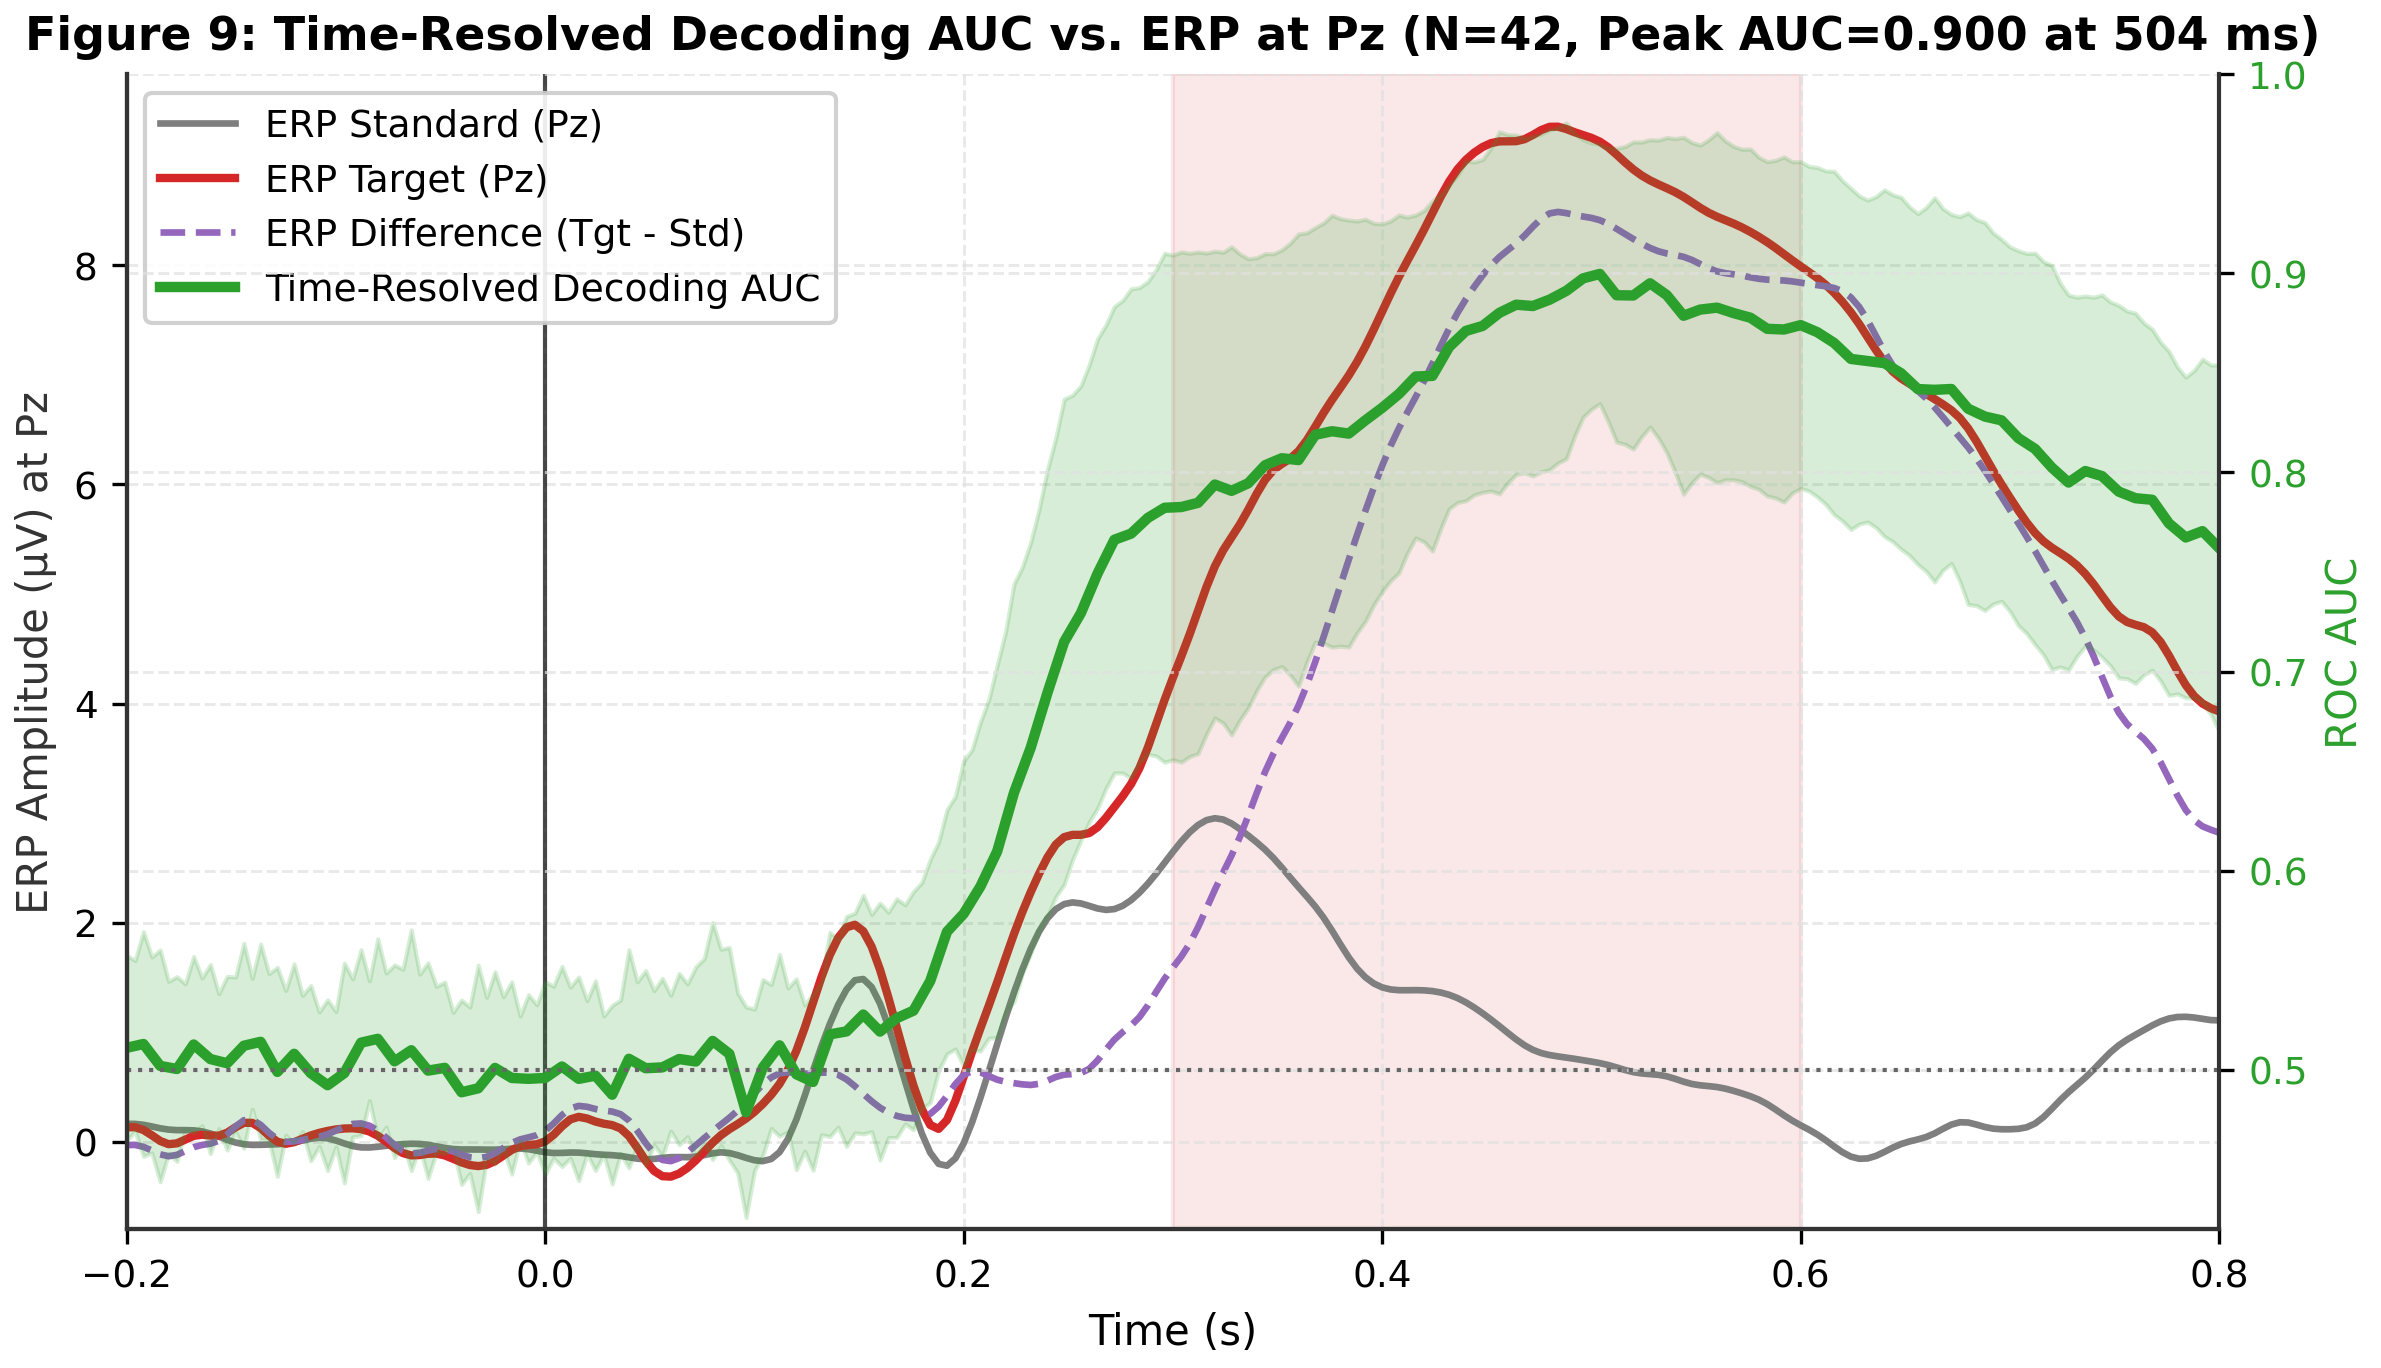 Figure 9: Time-Resolved Decoding AUC vs. ERP at Pz (N=42, Peak AUC=0.900 at 504 ms)
ERP Standard (Pz)
ERP Target (Pz)
ERP Difference (Tgt - Std)
Time-Resolved Decoding AUC
ERP Amplitude (µV) at Pz
8
6
4
2
0
1.0
0.9
0.8
0.7
0.6
0.5
ROC AUC
−0.2
0.0
0.2
0.4
0.6
0.8
Time (s)